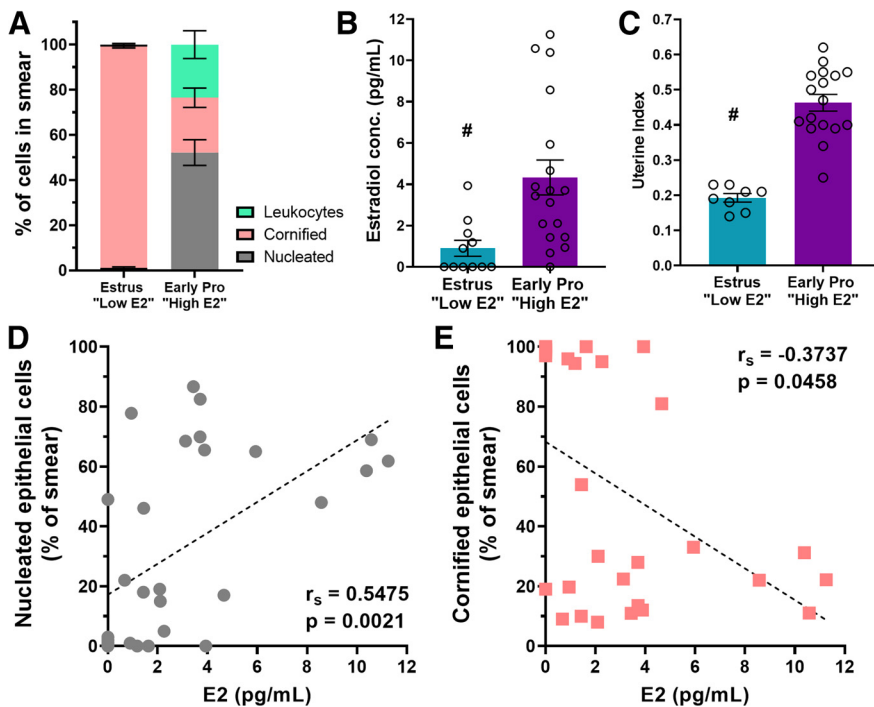 A
% of cells in smear
100
80
60
40
20
0
Estrus
"Low E2"
Early Pro
"High E2"
Leukocytes
Cornified
Nucleated
B
Estradiol conc. (pg/mL)
12
10
8
6
4
2
0
#
Estrus
"Low E2"
Early Pro
"High E2"
C
Uterine Index
0.7
0.6
0.5
0.4
0.3
0.2
0.1
0.0
#
Estrus
"Low E2"
Early Pro
"High E2"
D
Nucleated epithelial cells
(% of smear)
100
80
60
40
20
0
rs = 0.5475
p = 0.0021
0 2 4 6 8 10 12
E2 (pg/mL)
E
Cornified epithelial cells
(% of smear)
100
80
60
40
20
0
rs = -0.3737
p = 0.0458
0 2 4 6 8 10 12
E2 (pg/mL)